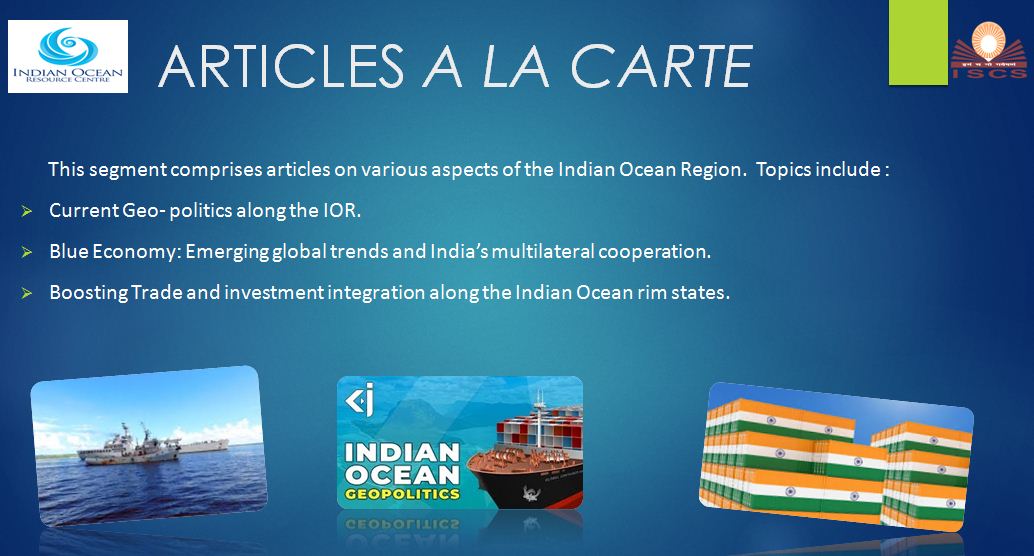 INDIAN OCEAN
RESOURCE CENTRE
ARTICLES A LA CARTE
ISCS
This segment comprises articles on various aspects of the Indian Ocean Region. Topics include :
Current Geo- politics along the IOR.
Blue Economy: Emerging global trends and India’s multilateral cooperation.
Boosting Trade and investment integration along the Indian Ocean rim states.
INDIAN
OCEAN
GEOPOLITICS